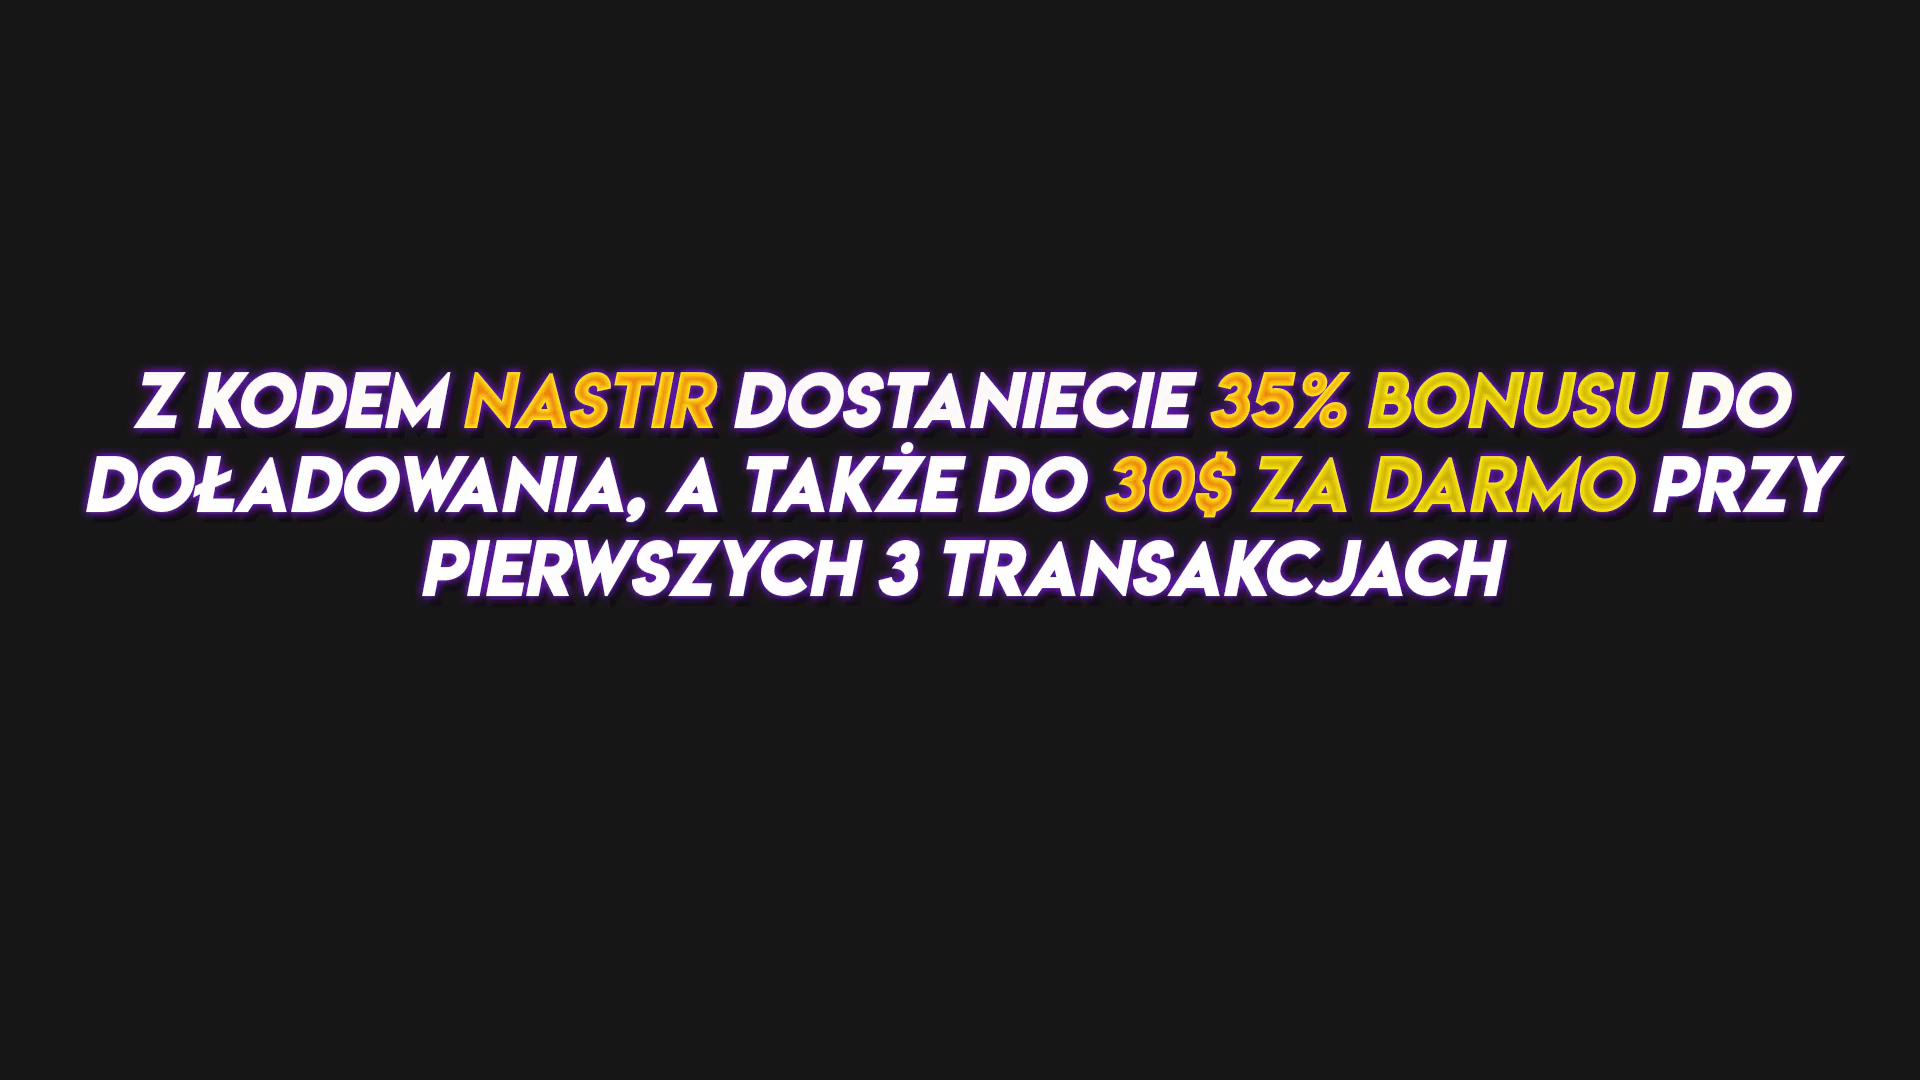 Z KODEM NASTIR DOSTANIECIE 35% BONUSU DO
DOŁADOWANIA, A TAKŻE DO 30$ ZA DARMO PRZY
PIERWSZYCH 3 TRANSAKCJACH